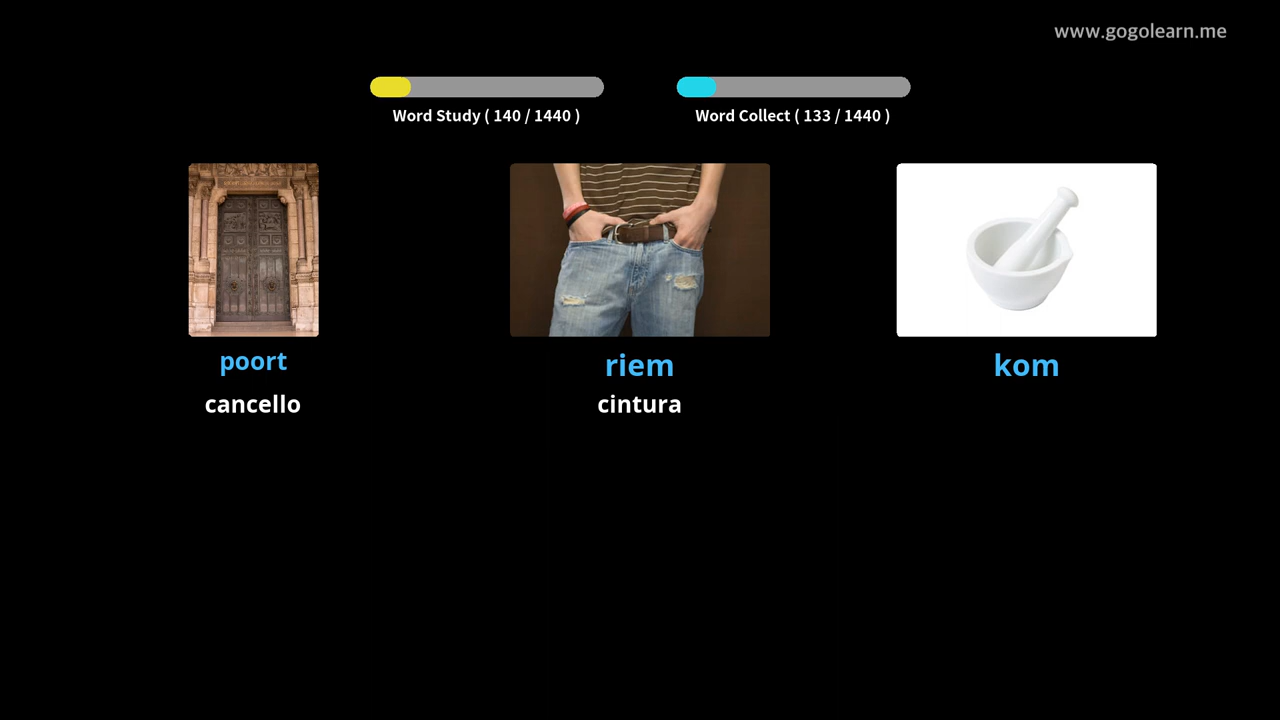 www.gogolearn.me
Word Study ( 140 / 1440 )
Word Collect ( 133 / 1440 )
poort
riem
kom
cancello
cintura